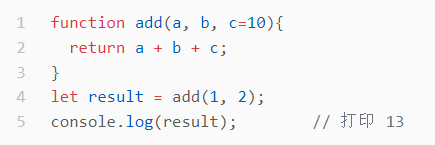 1 function add(a, b, c=10){
2   return a + b + c;
3 }
4 let result = add(1, 2);
5 console.log(result);        // 打印 13